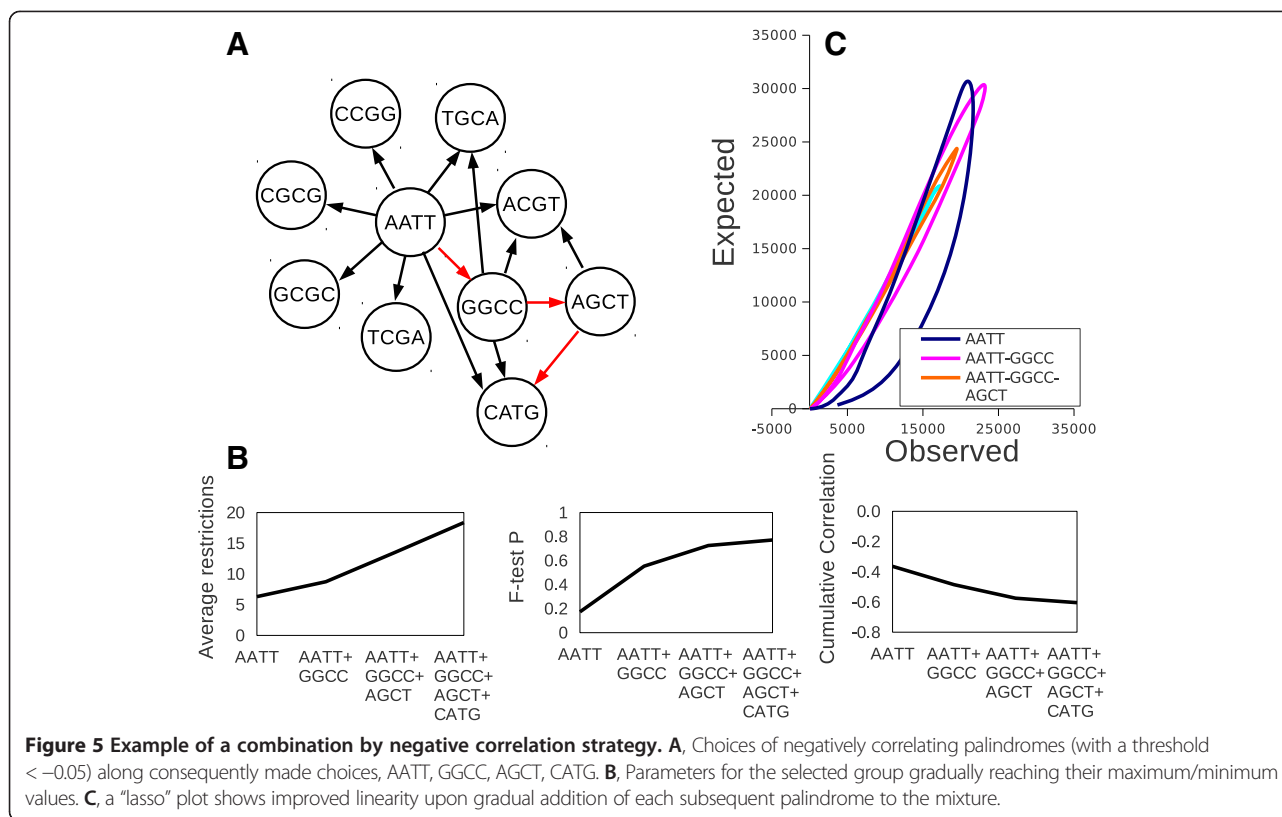 A
CCGG
TGCA
CGCG
AATT
ACGT
GCGC
TCGA
GGCC
AGCT
CATG
C
Expected
35000
30000
25000
20000
15000
10000
5000
0
-5000
5000
15000
25000
35000
Observed
AATT
AATT-GGCC
AATT-GGCC-
AGCT
B
Average restrictions
20
15
10
5
0
AATT
AATT+
GGCC
AATT+
GGCC+
AGCT
AATT+
GGCC+
AGCT+
CATG
F-test P
1
0.8
0.6
0.4
0.2
0
AATT
AATT+
GGCC
AATT+
GGCC+
AGCT
AATT+
GGCC+
AGCT+
CATG
Cumulative Correlation
0.0
-0.2
-0.4
-0.6
-0.8
AATT
AATT+
GGCC
AATT+
GGCC+
AGCT
AATT+
GGCC+
AGCT+
CATG
Figure 5 Example of a combination by negative correlation strategy. A, Choices of negatively correlating palindromes (with a threshold
< −0.05) along consequently made choices, AATT, GGCC, AGCT, CATG. B, Parameters for the selected group gradually reaching their maximum/minimum
values. C, a “lasso” plot shows improved linearity upon gradual addition of each subsequent palindrome to the mixture.